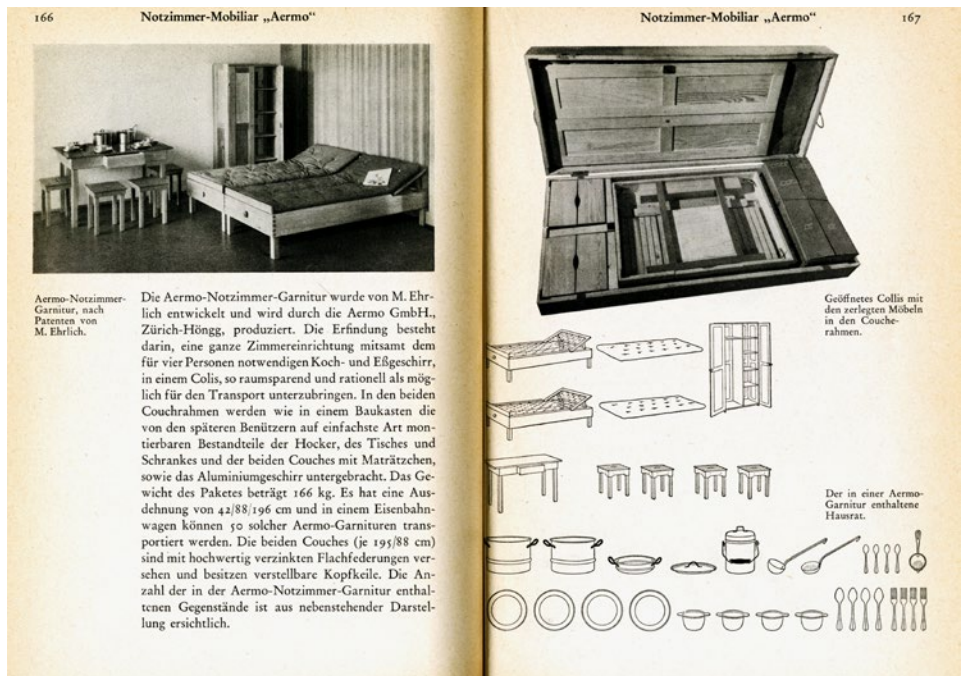 166
Notzimmer-Mobiliar „Aermo“
Aermo-Notzimmer-
Garnitur, nach
Patenten von
M. Ehrlich.
Die Aermo-Notzimmer-Garnitur wurde von M. Ehr-
lich entwickelt und wird durch die Aermo GmbH.,
Zürich-Höngg, produziert. Die Erfindung besteht
darin, eine ganze Zimmereinrichtung mitsamt dem
für vier Personen notwendigen Koch- und Eßgeschirr,
in einem Colis, so raumsparend und rationell als mög-
lich für den Transport unterzubringen. In den beiden
Couchrahmen werden wie in einem Baukasten die
von den späteren Benützern auf einfachste Art mon-
tierbaren Bestandteile der Hocker, des Tisches und
Schrankes und der beiden Couches mit Maträtzchen,
sowie das Aluminiumgeschirr untergebracht. Das Ge-
wicht des Paketes beträgt 166 kg. Es hat eine Aus-
dehnung von 42/88/196 cm und in einem Eisenbahn-
wagen können 50 solcher Aermo-Garnituren trans-
portiert werden. Die beiden Couches (je 195/88 cm)
sind mit hochwertig verzinkten Flachfederungen ver-
sehen und besitzen verstellbare Kopfkeile. Die An-
zahl der in der Aermo-Notzimmer-Garnitur enthal-
tenen Gegenstände ist aus nebenstehender Darstel-
lung ersichtlich.
Notzimmer-Mobiliar „Aermo“
167
Geöffnetes Collis mit
den zerlegten Möbeln
in den Couche-
rahmen.
Der in einer Aermo-
Garnitur enthaltene
Hausrat.